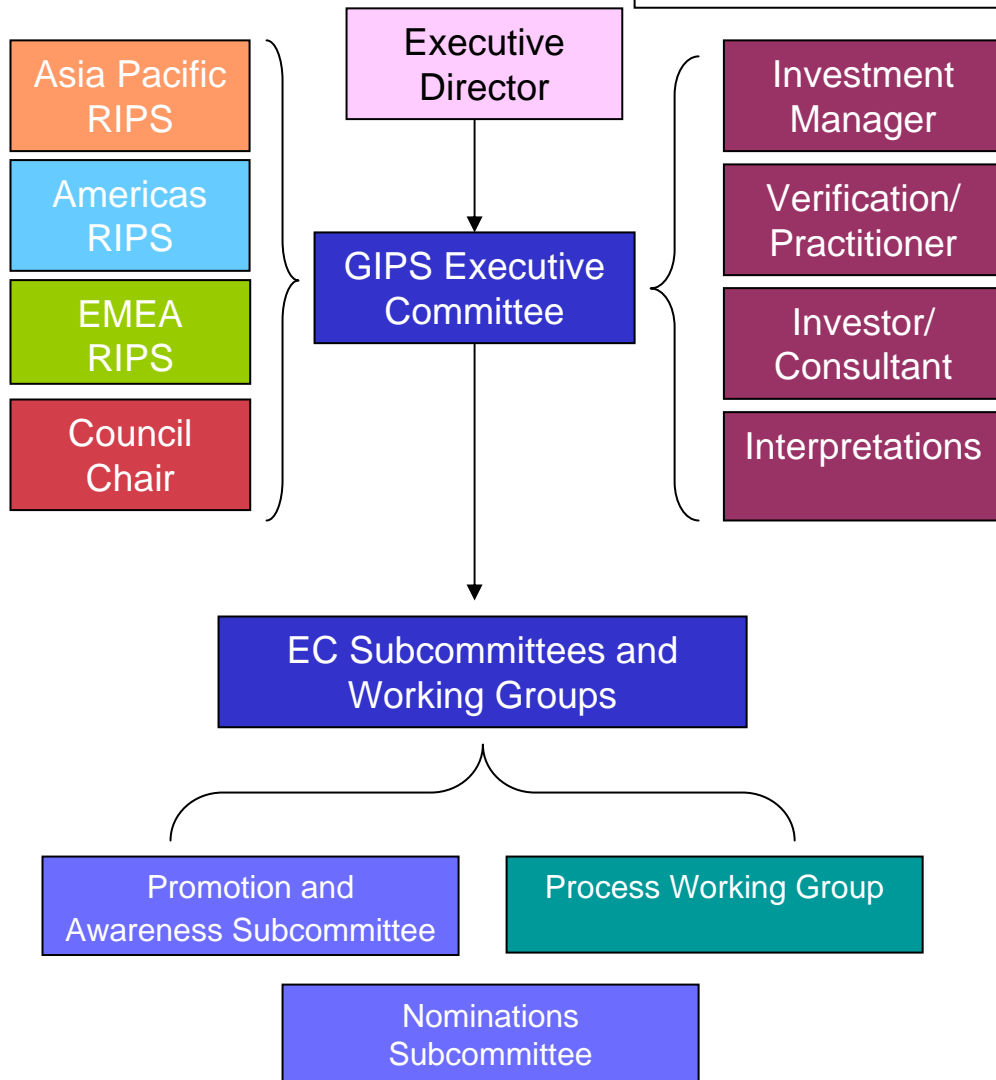 Executive
Director
Asia Pacific
RIPS
Americas
RIPS
EMEA
RIPS
Council
Chair
GIPS Executive
Committee
Investment
Manager
Verification/
Practitioner
Investor/
Consultant
Interpretations
EC Subcommittees and
Working Groups
Promotion and
Awareness Subcommittee
Process Working Group
Nominations
Subcommittee